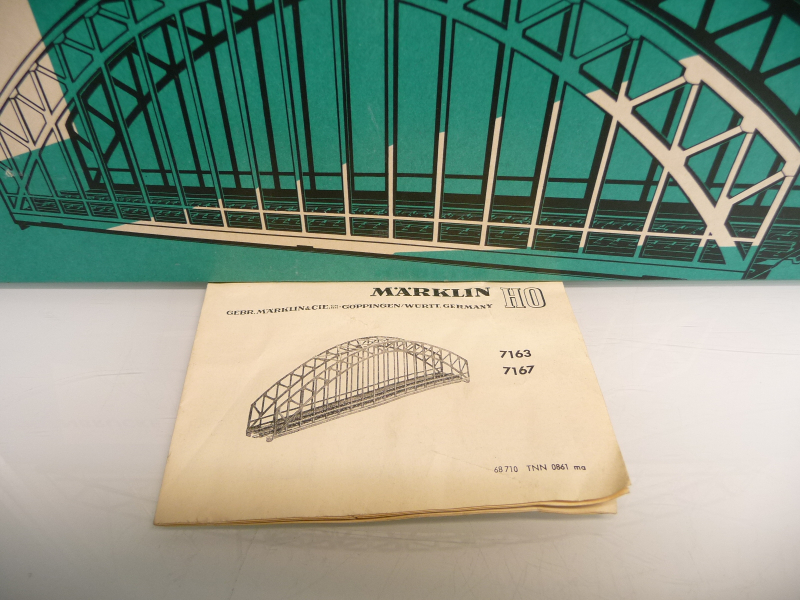 MÄRKLIN HO
GEBR. MÄRKLIN & CIE. GÖPPINGEN/WÜRTT. GERMANY
7163
7167
68 710 TNN 0861 ma